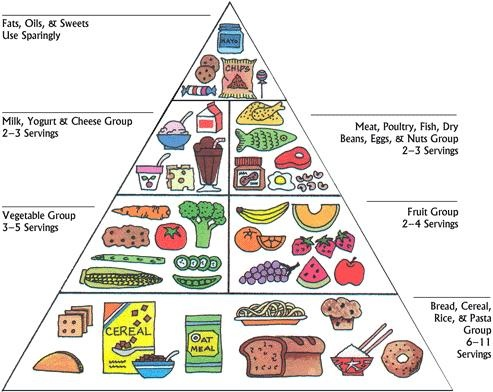 Fats, Oils, & Sweets
Use Sparingly
MAYO
CHIPS
Milk, Yogurt & Cheese Group
2–3 Servings
Meat, Poultry, Fish, Dry
Beans, Eggs, & Nuts Group
2–3 Servings
Vegetable Group
3–5 Servings
Fruit Group
2–4 Servings
Bread, Cereal,
Rice, & Pasta
Group
6–11
Servings
CEREAL
OAT
MEAL